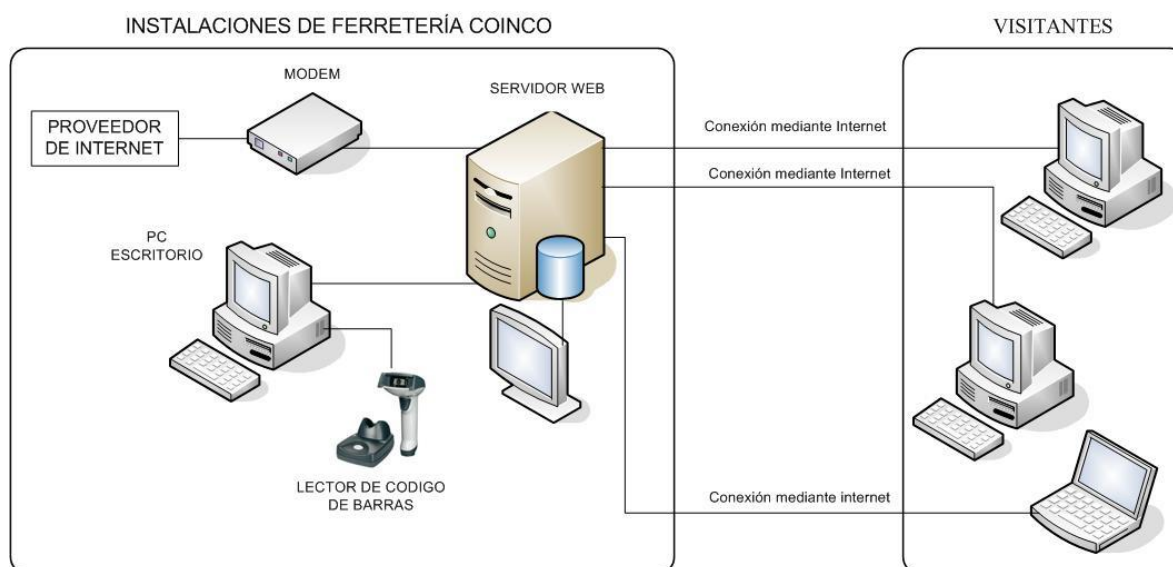 INSTALACIONES DE FERRETERÍA COINCO
VISITANTES
MODEM
SERVIDOR WEB
PROVEEDOR
DE INTERNET
Conexión mediante Internet
Conexión mediante Internet
PC
ESCRITORIO
LECTOR DE CODIGO
DE BARRAS
Conexión mediante internet